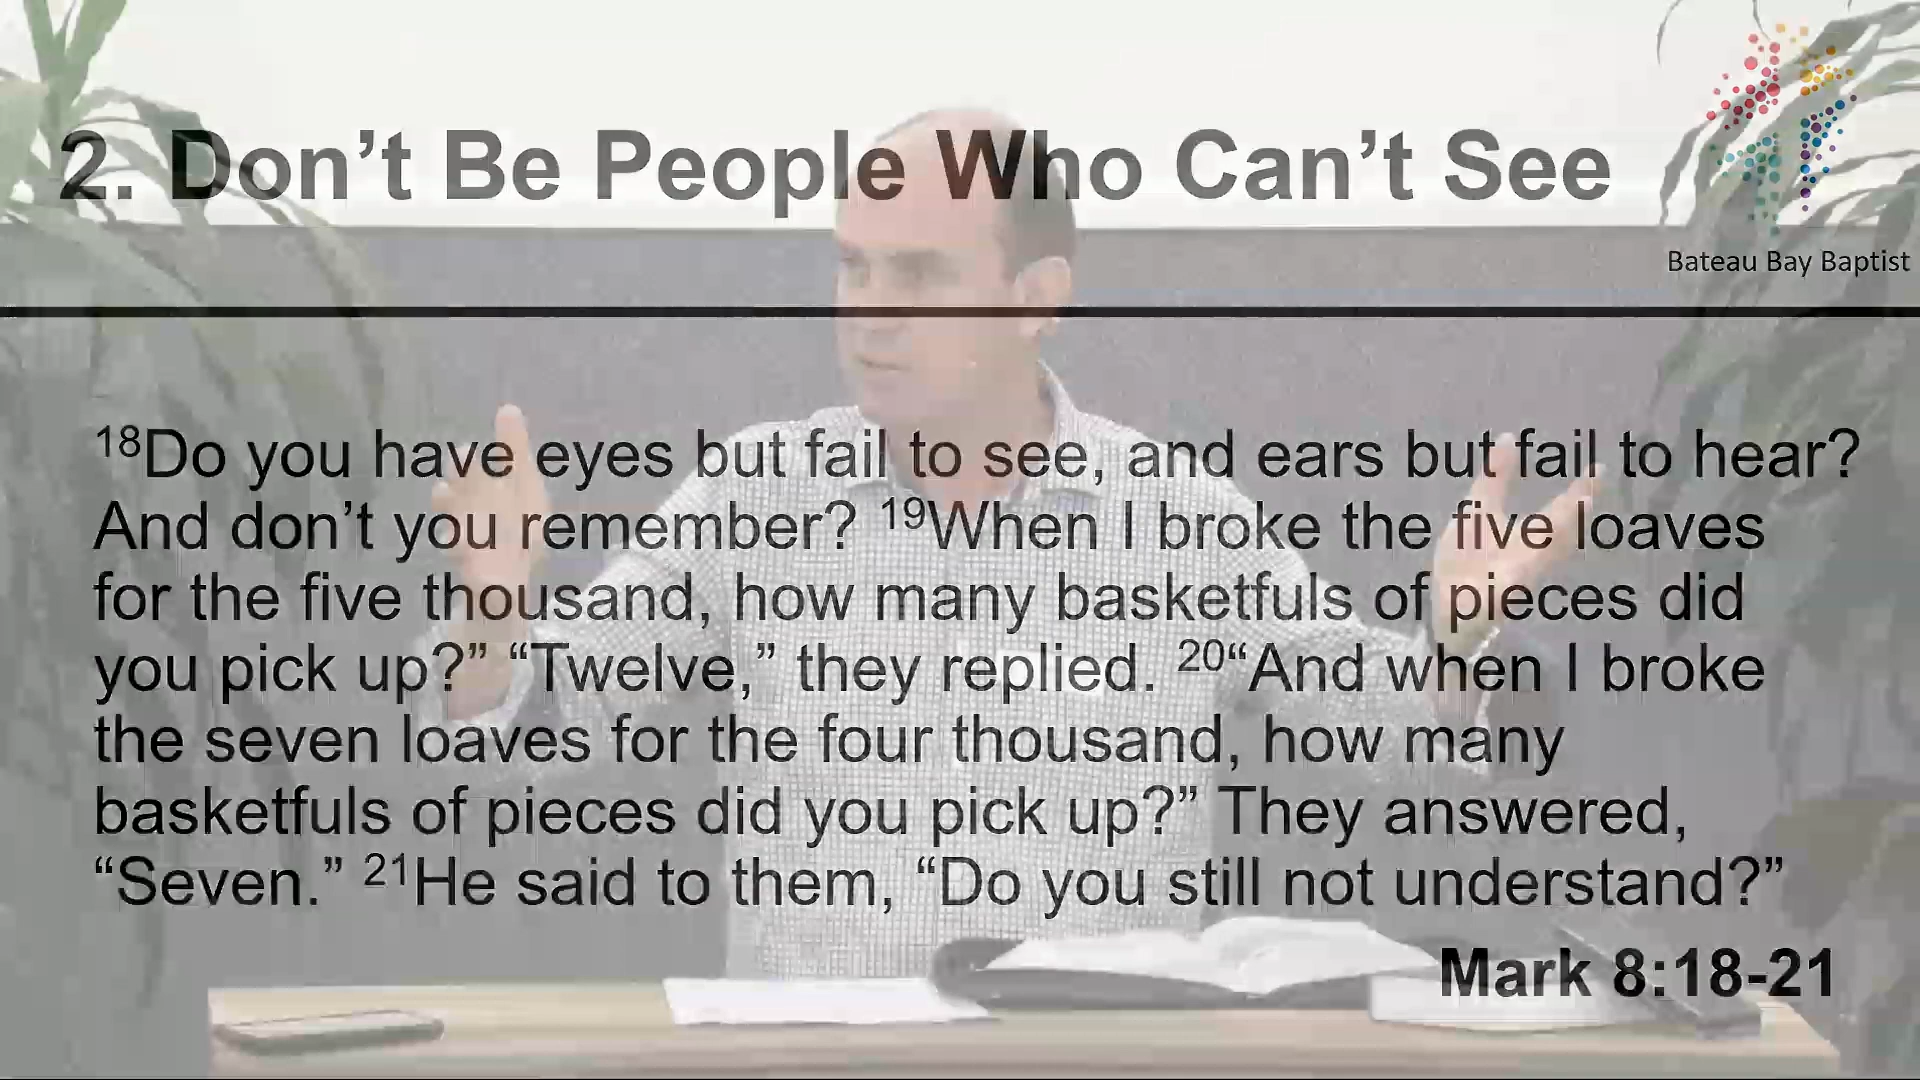 2. Don’t Be People Who Can’t See
Bateau Bay Baptist
18Do you have eyes but fail to see, and ears but fail to hear?
And don’t you remember? 19When I broke the five loaves
for the five thousand, how many basketfuls of pieces did
you pick up?” “Twelve,” they replied. 20“And when I broke
the seven loaves for the four thousand, how many
basketfuls of pieces did you pick up?” They answered,
“Seven.” 21He said to them, “Do you still not understand?”
Mark 8:18-21